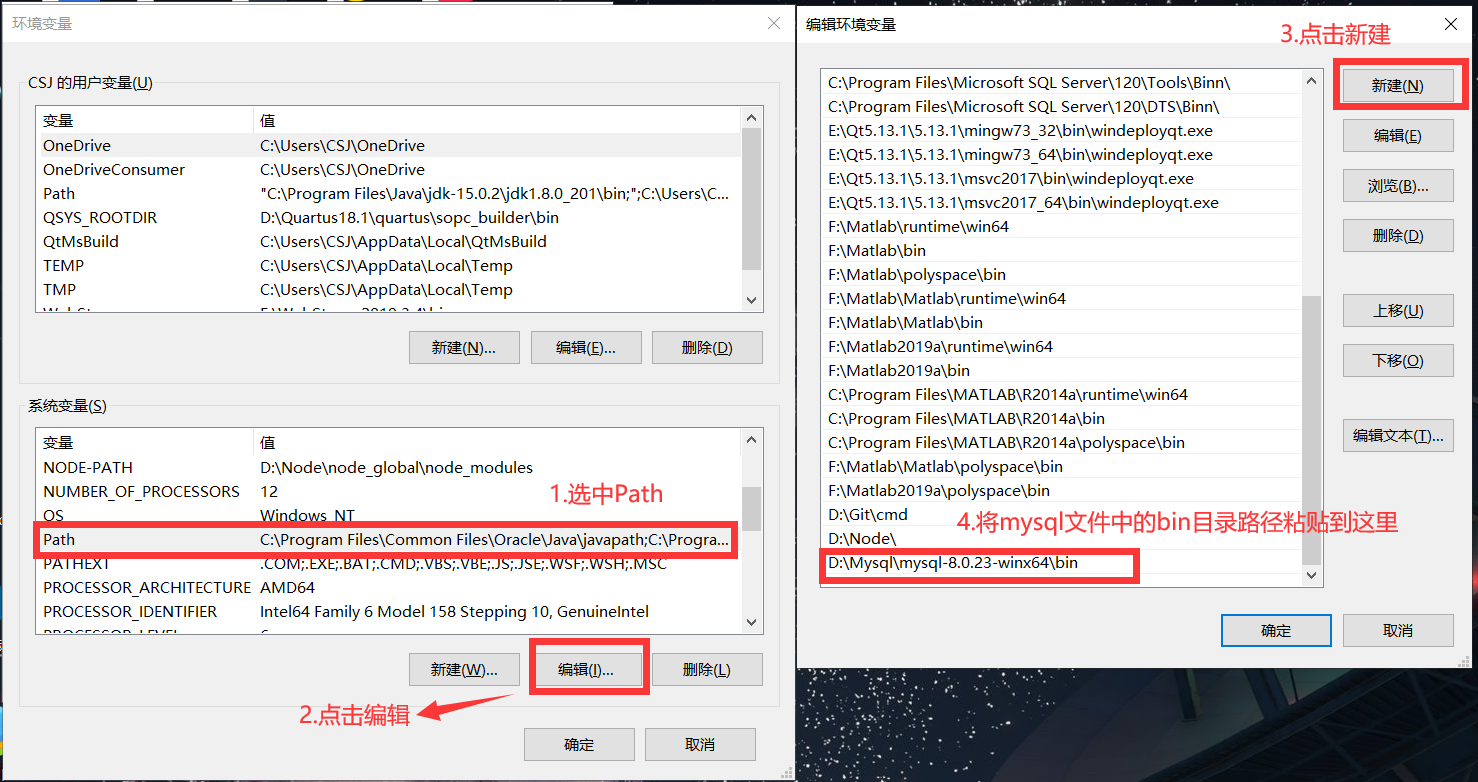 环境变量
CSJ 的用户变量(U)
变量 值
OneDrive C:\Users\CSJ\OneDrive
OneDriveConsumer C:\Users\CSJ\OneDrive
Path "C:\Program Files\Java\jdk-15.0.2\jdk1.8.0_201\bin;";C:\Users\C...
QSYS_ROOTDIR D:\Quartus18.1\quartus\sopc_builder\bin
QtMsBuild C:\Users\CSJ\AppData\Local\QtMsBuild
TEMP C:\Users\CSJ\AppData\Local\Temp
TMP C:\Users\CSJ\AppData\Local\Temp
新建(N)... 编辑(E)... 删除(D)
系统变量(S)
变量 值
NODE-PATH D:\Node\node_global\node_modules
NUMBER_OF_PROCESSORS 12
1.选中Path
OS Windows_NT
Path C:\Program Files\Common Files\Oracle\Java\javapath;C:\Progra...
PATHEXT .COM;.EXE;.BAT;.CMD;.VBS;.VBE;.JS;.JSE;.WSF;.WSH;.MSC
PROCESSOR_ARCHITECTURE AMD64
PROCESSOR_IDENTIFIER Intel64 Family 6 Model 158 Stepping 10, GenuineIntel
新建(W)... 编辑(I)... 删除(L)
2.点击编辑
确定 取消
编辑环境变量
3.点击新建
C:\Program Files\Microsoft SQL Server\120\Tools\Binn\
C:\Program Files\Microsoft SQL Server\120\DTS\Binn\
E:\Qt5.13.1\5.13.1\mingw73_32\bin\windeployqt.exe
E:\Qt5.13.1\5.13.1\mingw73_64\bin\windeployqt.exe
E:\Qt5.13.1\5.13.1\msvc2017\bin\windeployqt.exe
E:\Qt5.13.1\5.13.1\msvc2017_64\bin\windeployqt.exe
F:\Matlab\runtime\win64
F:\Matlab\bin
F:\Matlab\polyspace\bin
F:\Matlab\Matlab\runtime\win64
F:\Matlab\Matlab\bin
F:\Matlab2019a\runtime\win64
F:\Matlab2019a\bin
C:\Program Files\MATLAB\R2014a\runtime\win64
C:\Program Files\MATLAB\R2014a\bin
C:\Program Files\MATLAB\R2014a\polyspace\bin
F:\Matlab\Matlab\polyspace\bin
F:\Matlab2019a\polyspace\bin
D:\Git\cmd
4.将mysql文件中的bin目录路径粘贴到这里
D:\Node\
D:\Mysql\mysql-8.0.23-winx64\bin
新建(N)
编辑(E)
浏览(B)...
删除(D)
上移(U)
下移(O)
编辑文本(T)...
确定 取消